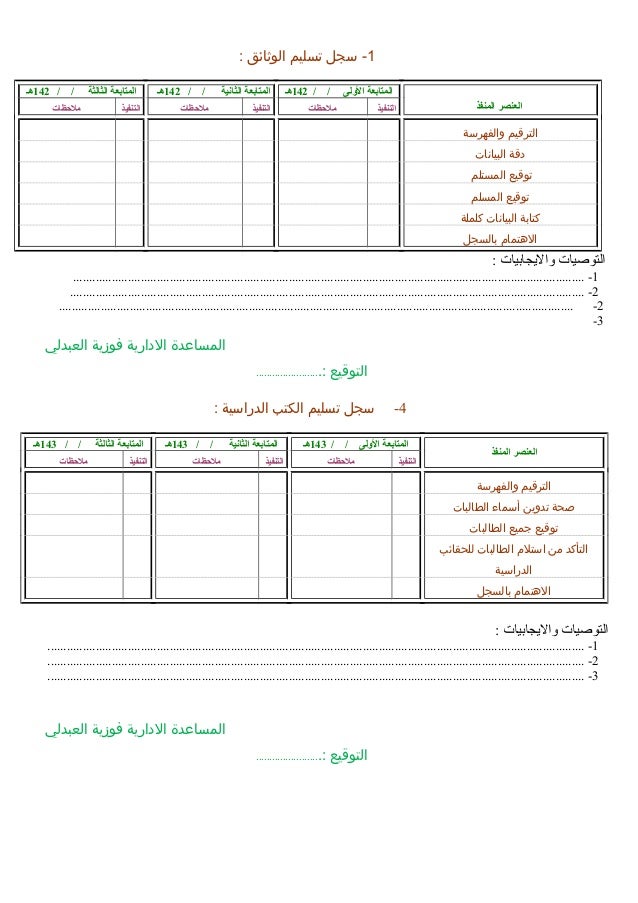 1- سجل تسليم الوثائق :
العنصر المنفذ المتابعة الأولى / / 142هـ المتابعة الثانية / / 142هـ المتابعة الثالثة / / 142هـ
التنفيذ ملاحظات التنفيذ ملاحظات التنفيذ ملاحظات
الترقيم والفهرسة
دقة البيانات
توقيع المستلم
توقيع المسلم
كتابة البيانات كلملة
الاهتمام بالسجل
التوصيات والايجابيات :
1- ........................................................................
2- ........................................................................
2- ........................................................................
3-
المساعدة الادارية فوزية العبدلي
التوقيع :.........................
4- سجل تسليم الكتب الدراسية :
العنصر المنفذ المتابعة الأولى / / 143هـ المتابعة الثانية / / 143هـ المتابعة الثالثة / / 143هـ
التنفيذ ملاحظات التنفيذ ملاحظات التنفيذ ملاحظات
الترقيم والفهرسة
صحة تدوين أسماء الطالبات
توقيع جميع الطالبات
التأكد من استلام الطالبات للحقائب
الدراسية
الاهتمام بالسجل
التوصيات والايجابيات :
1- ........................................................................
2- ........................................................................
3- ........................................................................
المساعدة الادارية فوزية العبدلي
التوقيع :.........................